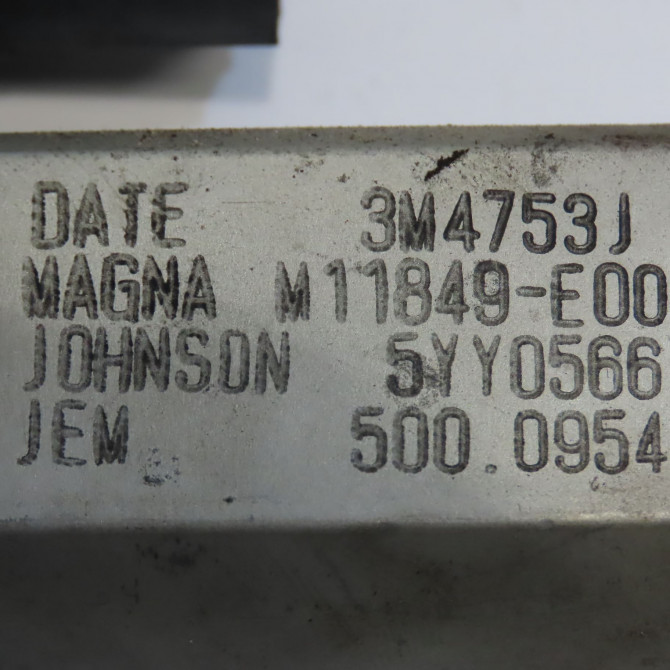 DATE 3M4753J
MAGNA M11849-E00
JOHNSON 5YY0566
JEM 500.0954